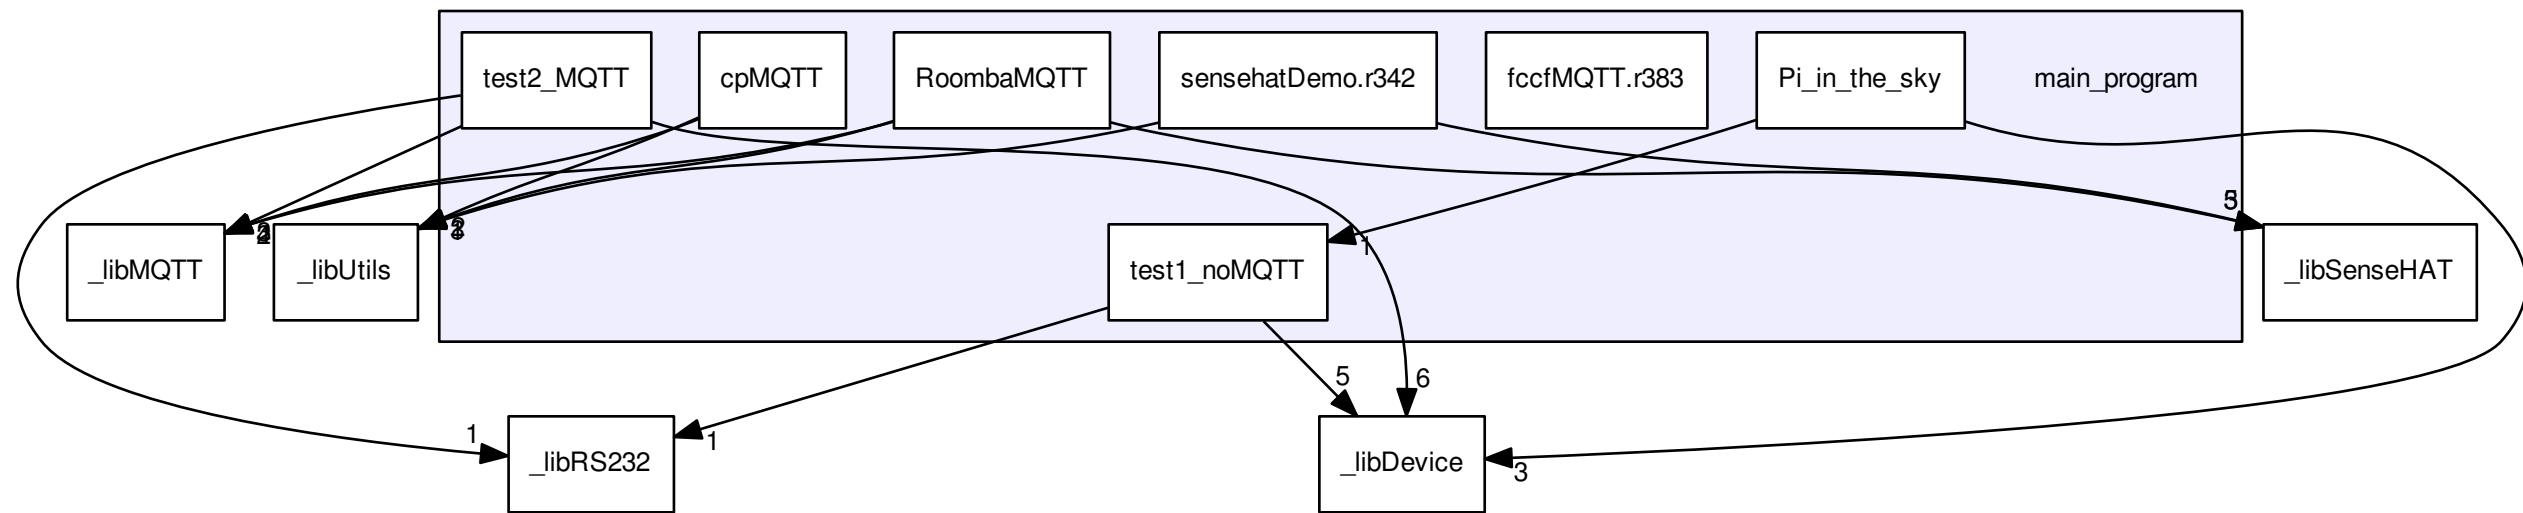 test2_MQTT
cpMQTT
RoombaMQTT
sensehatDemo.r342
fccfMQTT.r383
Pi_in_the_sky
main_program
_libMQTT
_libUtils
test1_noMQTT
1
_libSenseHAT
5
6
1
1
3
_libRS232
_libDevice